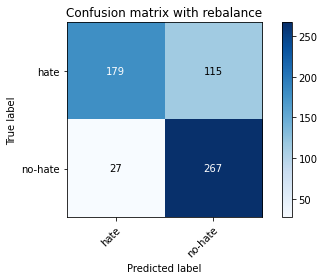 Confusion matrix with rebalance
hate
179
115
no-hate
27
267
hate
no-hate
True label
Predicted label
250
200
150
100
50